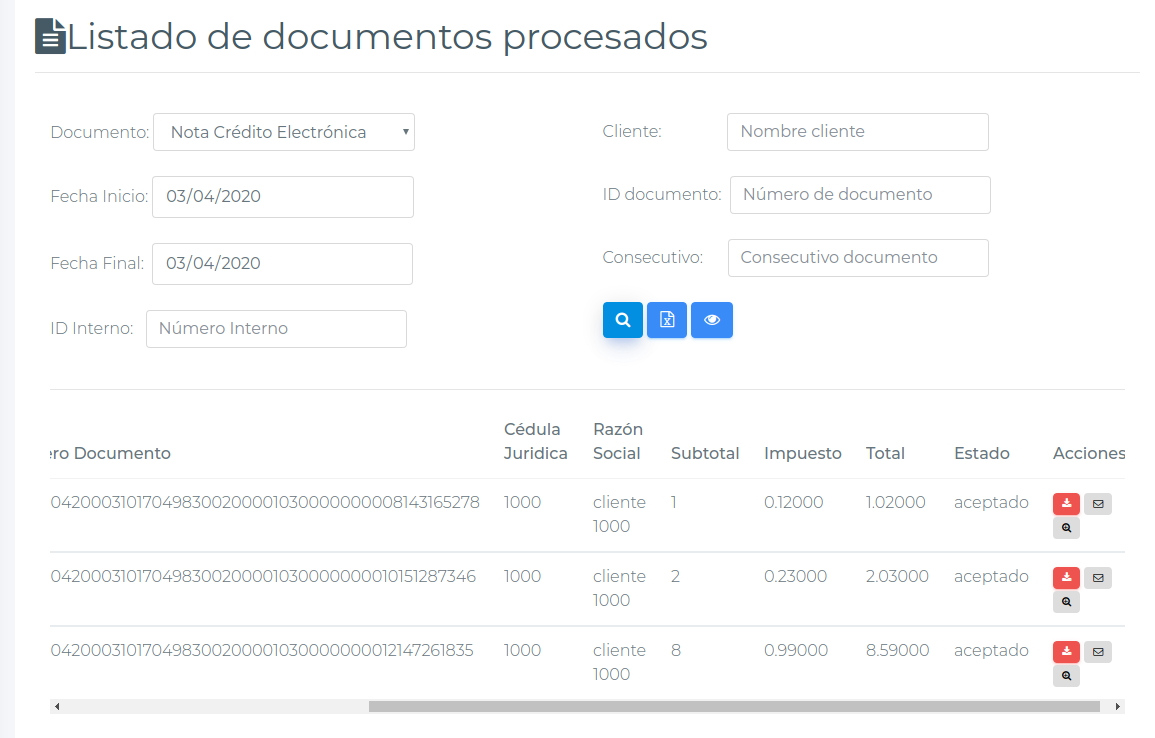 Listado de documentos procesados
Documento: Nota Crédito Electrónica
Cliente: Nombre cliente
Fecha Inicio: 03/04/2020
ID documento: Número de documento
Fecha Final: 03/04/2020
Consecutivo: Consecutivo documento
ID Interno: Número Interno
ero Documento Cédula Juridica Razón Social Subtotal Impuesto Total Estado Acciones
042000310170498300200001030000000008143165278 1000 cliente 1000 1 0.12000 1.02000 aceptado
0420003101704983002000010300000000010151287346 1000 cliente 1000 2 0.23000 2.03000 aceptado
0420003101704983002000010300000000012147261835 1000 cliente 1000 8 0.99000 8.59000 aceptado